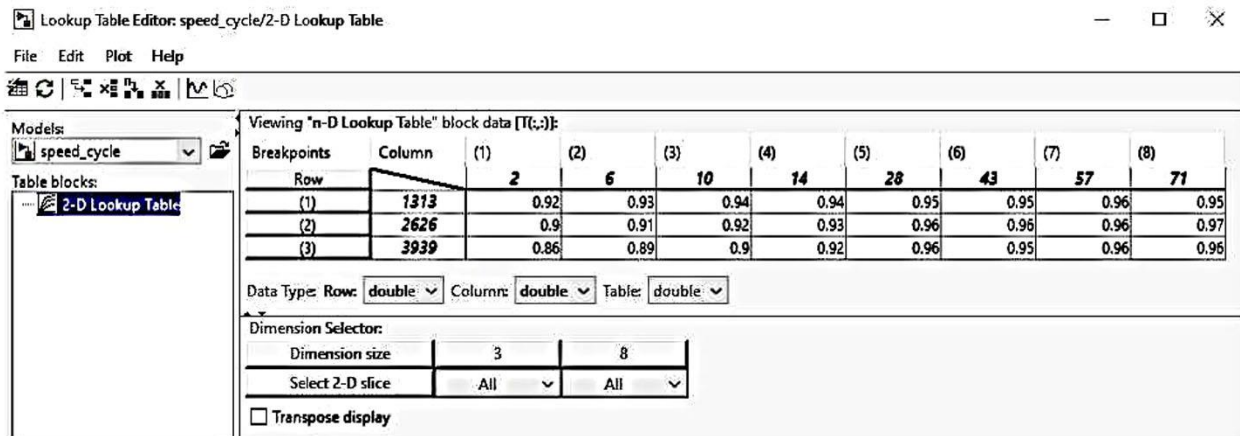 Lookup Table Editor: speed_cycle/2-D Lookup Table
File Edit Plot Help
Models:
speed_cycle
Table blocks:
2-D Lookup Table
Viewing "n-D Lookup Table" block data [T(:,:)]:
Breakpoints Column (1) (2) (3) (4) (5) (6) (7) (8)
Row 2 6 10 14 28 43 57 71
(1) 1313 0.92 0.93 0.94 0.94 0.95 0.95 0.96 0.95
(2) 2626 0.9 0.91 0.92 0.93 0.96 0.96 0.96 0.97
(3) 3939 0.86 0.89 0.9 0.92 0.96 0.95 0.96 0.96
Data Type: Row: double Column: double Table: double
Dimension Selector:
Dimension size 3 8
Select 2-D slice All All
Transpose display